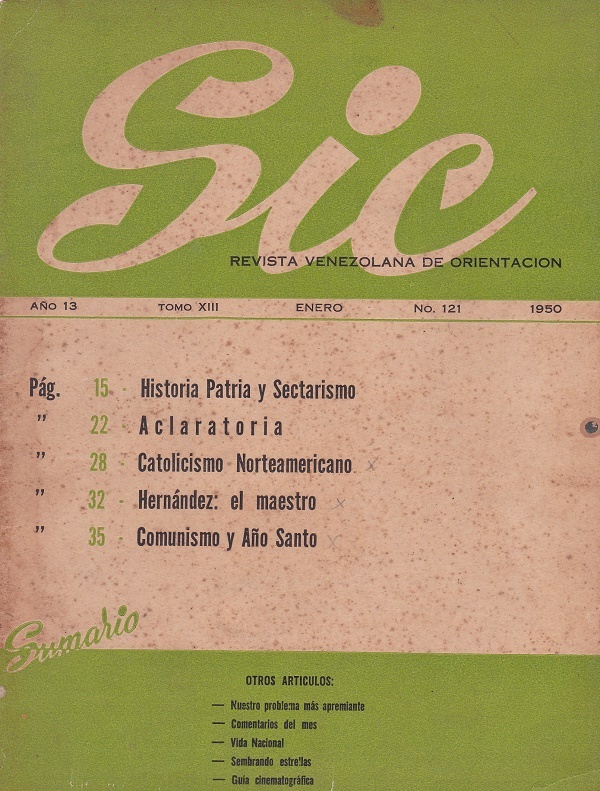 Sic
REVISTA VENEZOLANA DE ORIENTACION
AÑO 13 TOMO XIII ENERO No. 121 1950
Pág. 15 - Historia Patria y Sectarismo
" 22 - Aclaratoria
" 28 - Catolicismo Norteamericano x
" 32 - Hernández: el maestro x
" 35 - Comunismo y Año Santo x
Sumario
OTROS ARTICULOS:
— Nuestro problema más apremiante
— Comentarios del mes
— Vida Nacional
— Sembrando estrellas
— Guía cinematográfica